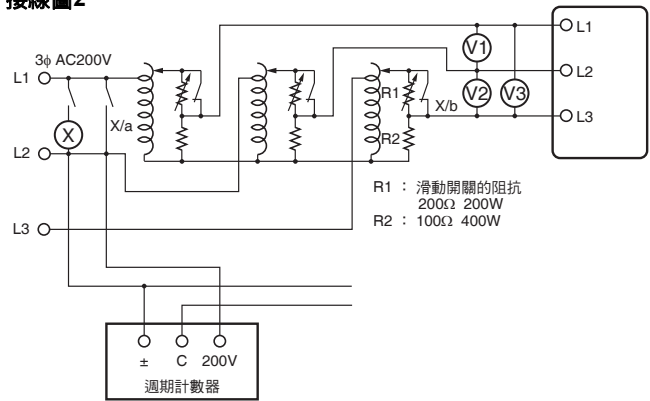 接線圖2
3ϕ AC200V
L1
L2
L3
X
X/a
R1
R2
X/b
V1
V2
V3
L1
L2
L3
R1 : 滑動開關的阻抗
200Ω 200W
R2 : 100Ω 400W
± C 200V
週期計數器